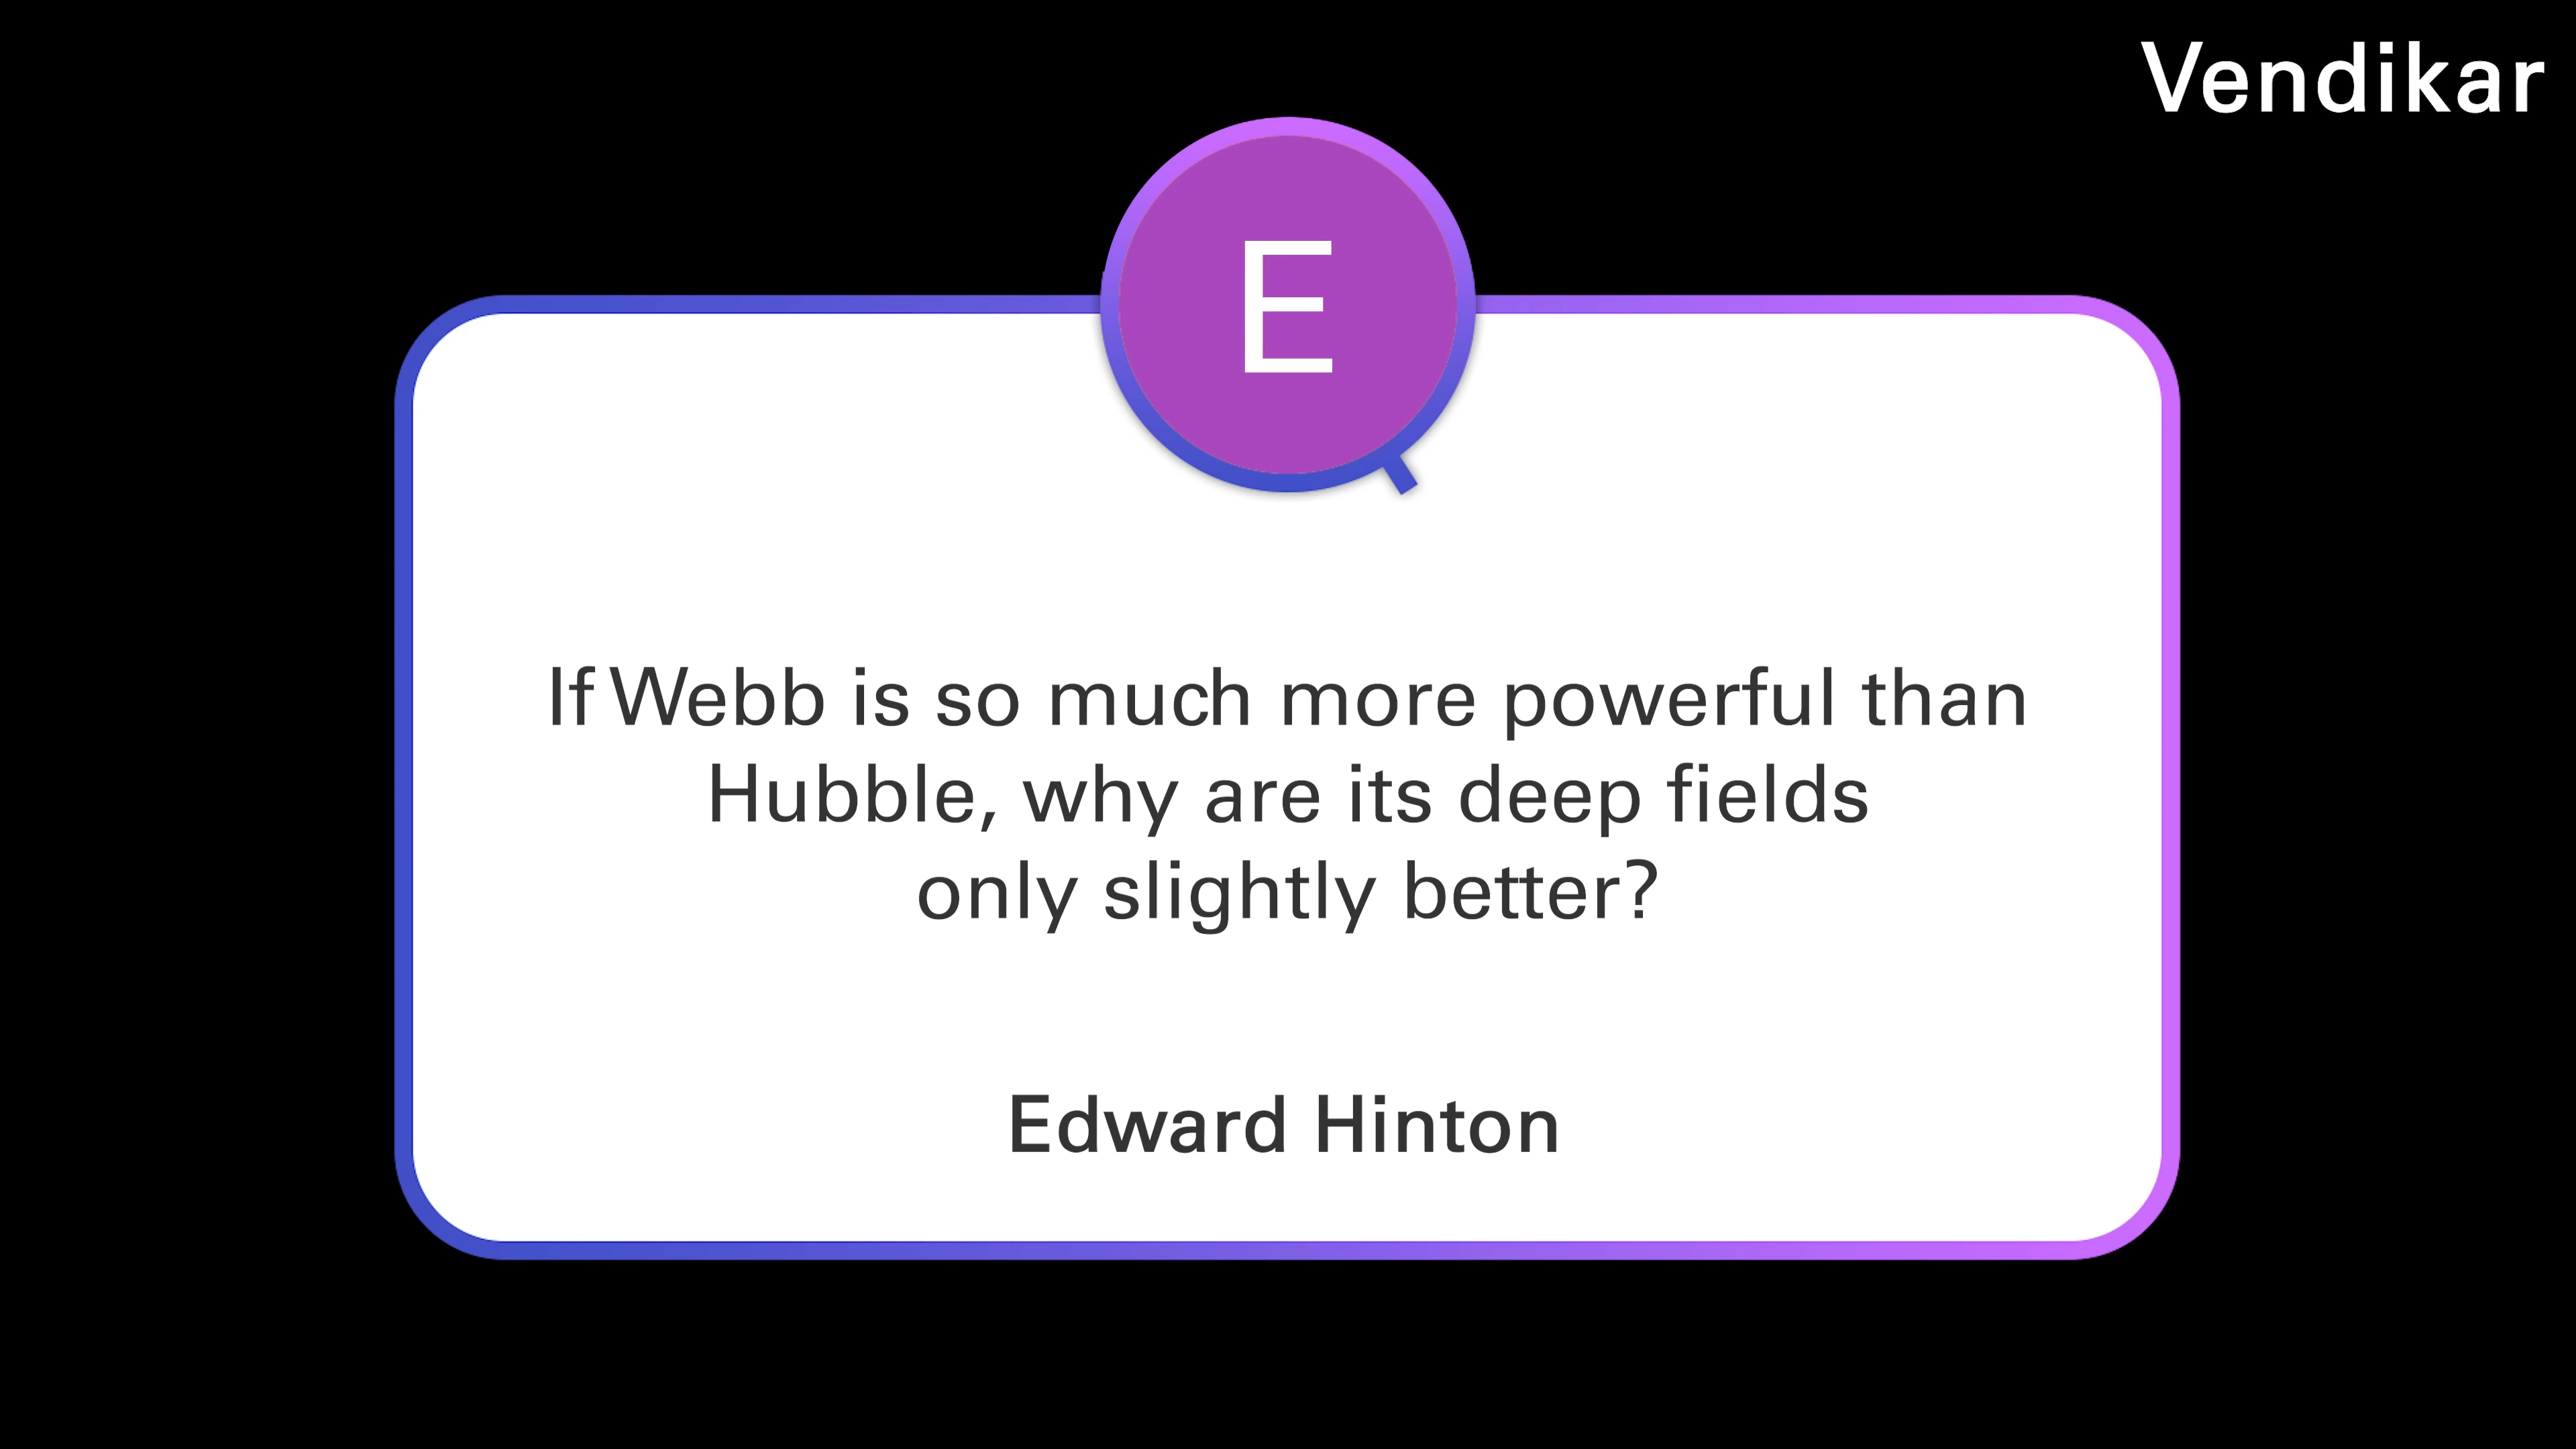 Vendikar
E
If Webb is so much more powerful than
Hubble, why are its deep fields
only slightly better?
Edward Hinton